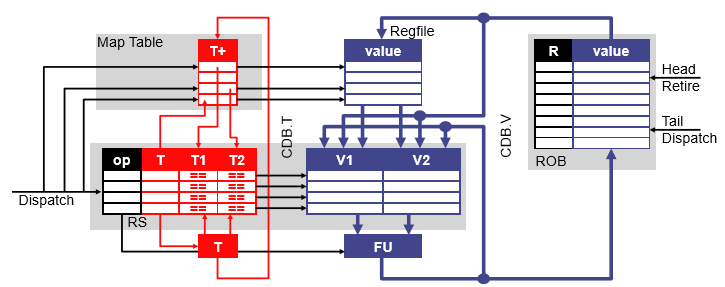 Map Table
T+
Regfile
value
R value
Head
Retire
Tail
Dispatch
ROB
CDB.T
CDB.V
op T T1 T2
== ==
== ==
== ==
== ==
V1 V2
Dispatch
RS
T
FU